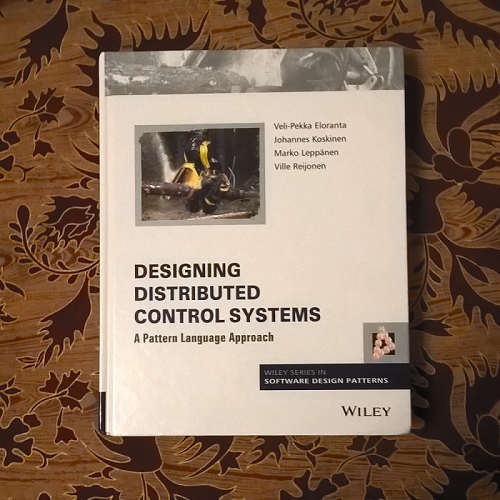 Veli-Pekka Eloranta
Johannes Koskinen
Marko Leppänen
Ville Reijonen
DESIGNING
DISTRIBUTED
CONTROL SYSTEMS
A Pattern Language Approach
WILEY SERIES IN
SOFTWARE DESIGN PATTERNS
WILEY